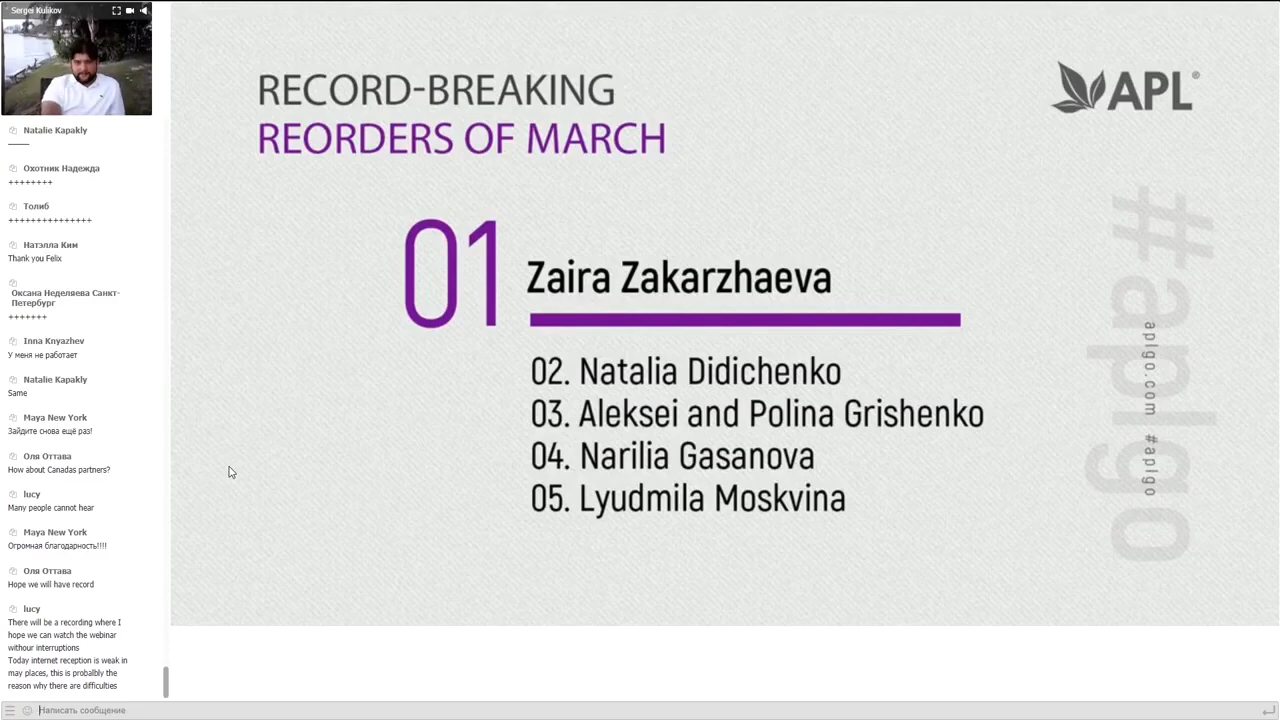 Sergei Kulikov
Natalie Kapakly
Охотник Надежда
++++++++
Толиб
+++++++++++++++
Натэлла Ким
Thank you Felix
Оксана Неделяева Санкт-
Петербург
+++++++
Inna Knyazhev
У меня не работает
Natalie Kapakly
Same
Maya New York
Зайдите снова ещё раз!
Оля Оттава
How about Canadas partners?
lucy
Many people cannot hear
Maya New York
Огромная благодарность!!!!
Оля Оттава
Hope we will have record
lucy
There will be a recording where I
hope we can watch the webinar
withour interruptions
Today internet reception is weak in
may places, this is probalbly the
reason why there are difficulties
Написать сообщение
RECORD-BREAKING
REORDERS OF MARCH
APL®
01
Zaira Zakarzhaeva
02. Natalia Didichenko
03. Aleksei and Polina Grishenko
04. Narilia Gasanova
05. Lyudmila Moskvina
#aplgo
aplgo.com #aplgo